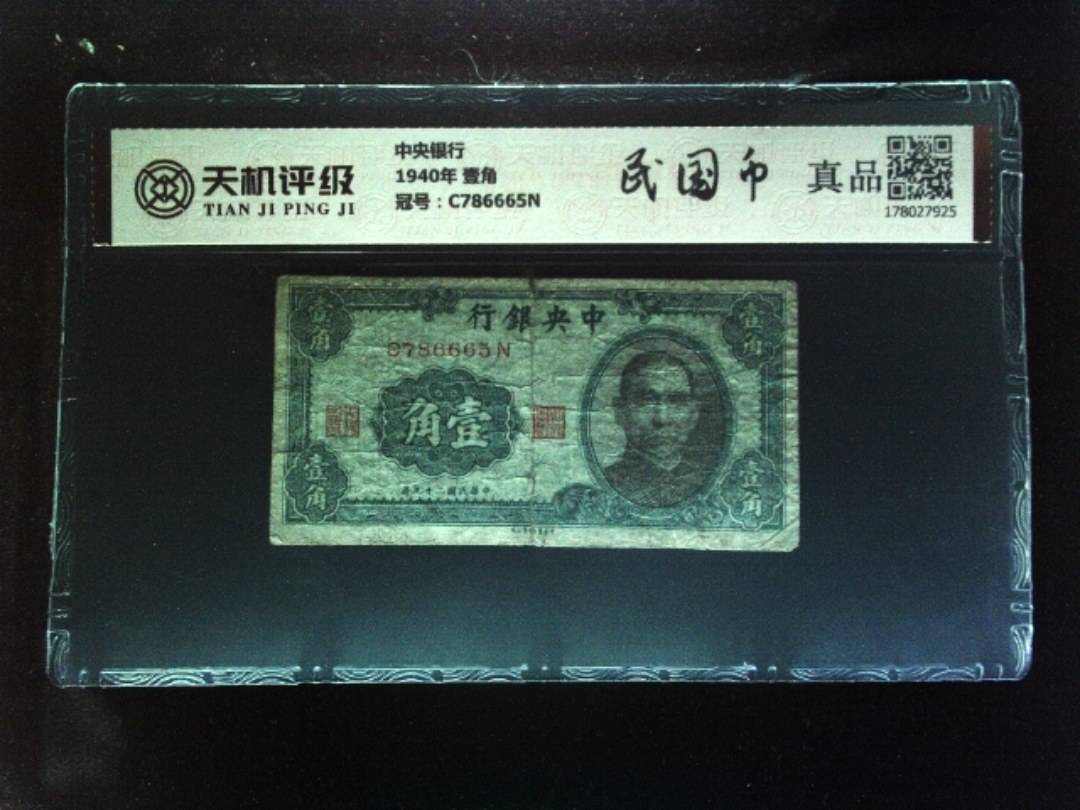 天机评级
TIAN JI PING JI
中央银行
1940年 壹角
冠号：C786665N
民国币
真品
178027925
壹角
行銀央中
壹角
C786665N
角壹
壹角
壹角